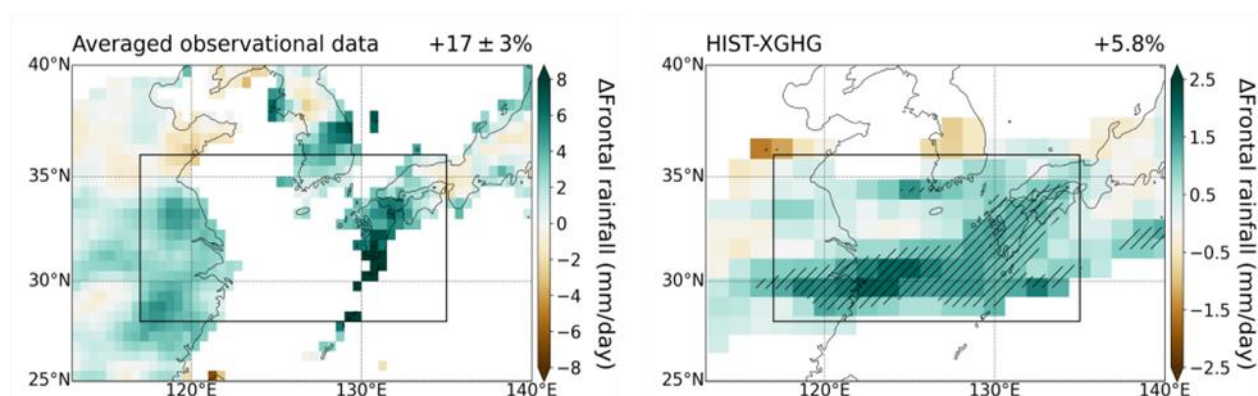 Averaged observational data +17 ± 3%
40°N
35°N
30°N
25°N
120°E 130°E 140°E
8
6
4
2
0
−2
−4
−6
−8
ΔFrontal rainfall (mm/day)
HIST-XGHG +5.8%
40°N
35°N
30°N
25°N
120°E 130°E 140°E
2.5
1.5
0.5
−0.5
−1.5
−2.5
ΔFrontal rainfall (mm/day)